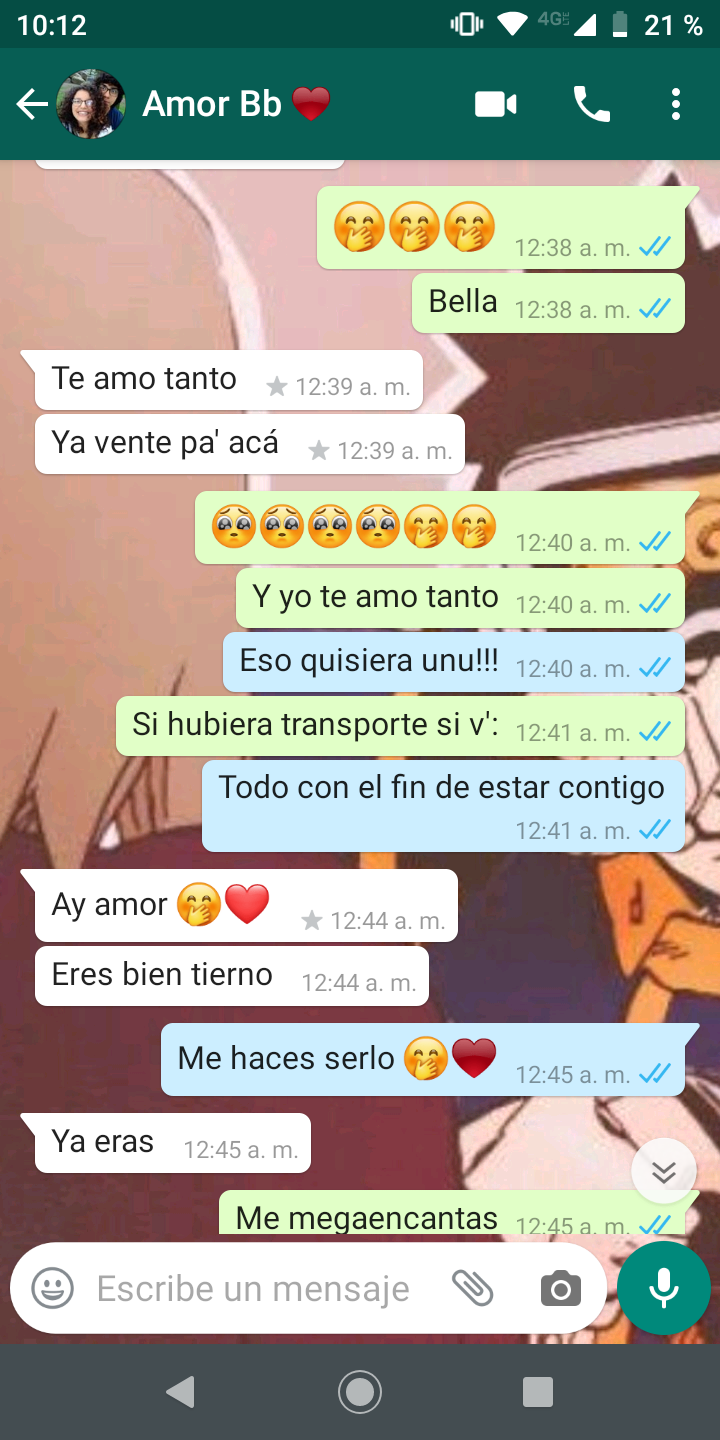 10:12 4G LTE 21 %
Amor Bb ❤️
🤭🤭🤭 12:38 a. m.
Bella 12:38 a. m.
Te amo tanto 12:39 a. m.
Ya vente pa' acá 12:39 a. m.
🥺🥺🥺🥺🤭🤭 12:40 a. m.
Y yo te amo tanto 12:40 a. m.
Eso quisiera unu!!! 12:40 a. m.
Si hubiera transporte si v': 12:41 a. m.
Todo con el fin de estar contigo
12:41 a. m.
Ay amor 🤭❤️ 12:44 a. m.
Eres bien tierno 12:44 a. m.
Me haces serlo 🤭♥️ 12:45 a. m.
Ya eras 12:45 a. m.
Me megaencantas 12:45 a. m.
Escribe un mensaje